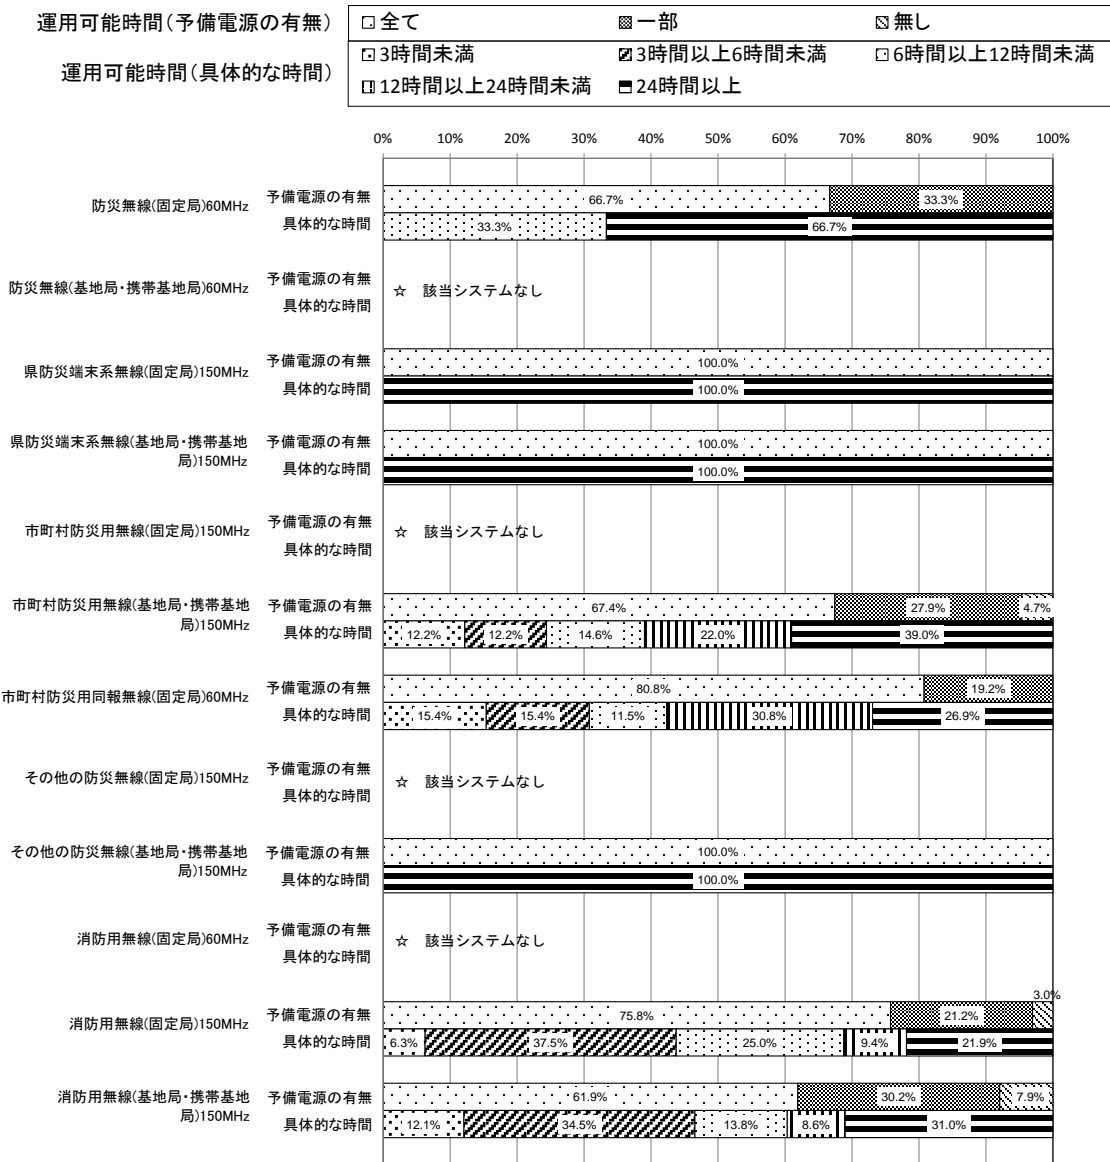 運用可能時間(予備電源の有無)
全て 一部 無し
運用可能時間(具体的な時間)
3時間未満 3時間以上6時間未満 6時間以上12時間未満
12時間以上24時間未満 24時間以上
0% 10% 20% 30% 40% 50% 60% 70% 80% 90% 100%
防災無線(固定局)60MHz
予備電源の有無 66.7% 33.3%
具体的な時間 33.3% 66.7%
防災無線(基地局・携帯基地局)60MHz
予備電源の有無
具体的な時間
☆ 該当システムなし
県防災端末系無線(固定局)150MHz
予備電源の有無 100.0%
具体的な時間 100.0%
県防災端末系無線(基地局・携帯基地
局)150MHz
予備電源の有無 100.0%
具体的な時間 100.0%
市町村防災用無線(固定局)150MHz
予備電源の有無
具体的な時間
☆ 該当システムなし
市町村防災用無線(基地局・携帯基地
局)150MHz
予備電源の有無 67.4% 27.9% 4.7%
具体的な時間 12.2% 12.2% 14.6% 22.0% 39.0%
市町村防災用同報無線(固定局)60MHz
予備電源の有無 80.8% 19.2%
具体的な時間 15.4% 15.4% 11.5% 30.8% 26.9%
その他の防災無線(固定局)150MHz
予備電源の有無
具体的な時間
☆ 該当システムなし
その他の防災無線(基地局・携帯基地
局)150MHz
予備電源の有無 100.0%
具体的な時間 100.0%
消防用無線(固定局)60MHz
予備電源の有無
具体的な時間
☆ 該当システムなし
消防用無線(固定局)150MHz
予備電源の有無 75.8% 21.2% 3.0%
具体的な時間 6.3% 37.5% 25.0% 9.4% 21.9%
消防用無線(基地局・携帯基地
局)150MHz
予備電源の有無 61.9% 30.2% 7.9%
具体的な時間 12.1% 34.5% 13.8% 8.6% 31.0%